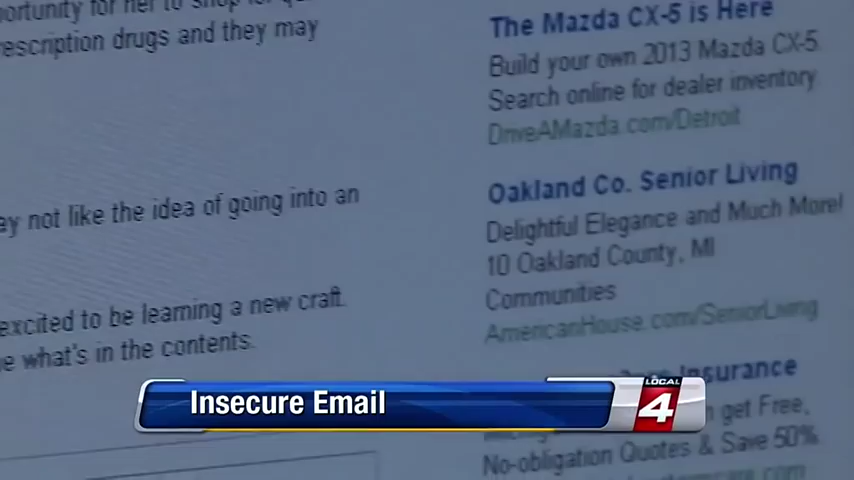 portunity for her to shop for
rescription drugs and they may
ay not like the idea of going into an
excited to be learning a new craft.
e what's in the contents.
The Mazda CX-5 is Here
Build your own 2013 Mazda CX-5
Search online for dealer inventory
DriveAMazda.com/Detroit
Oakland Co. Senior Living
Delightful Elegance and Much More!
10 Oakland County, MI
Communities
AmericanHouse.com/SeniorLiving
Insurance
get Free,
No-obligation Quotes & Save 50%
Insecure Email
LOCAL
4